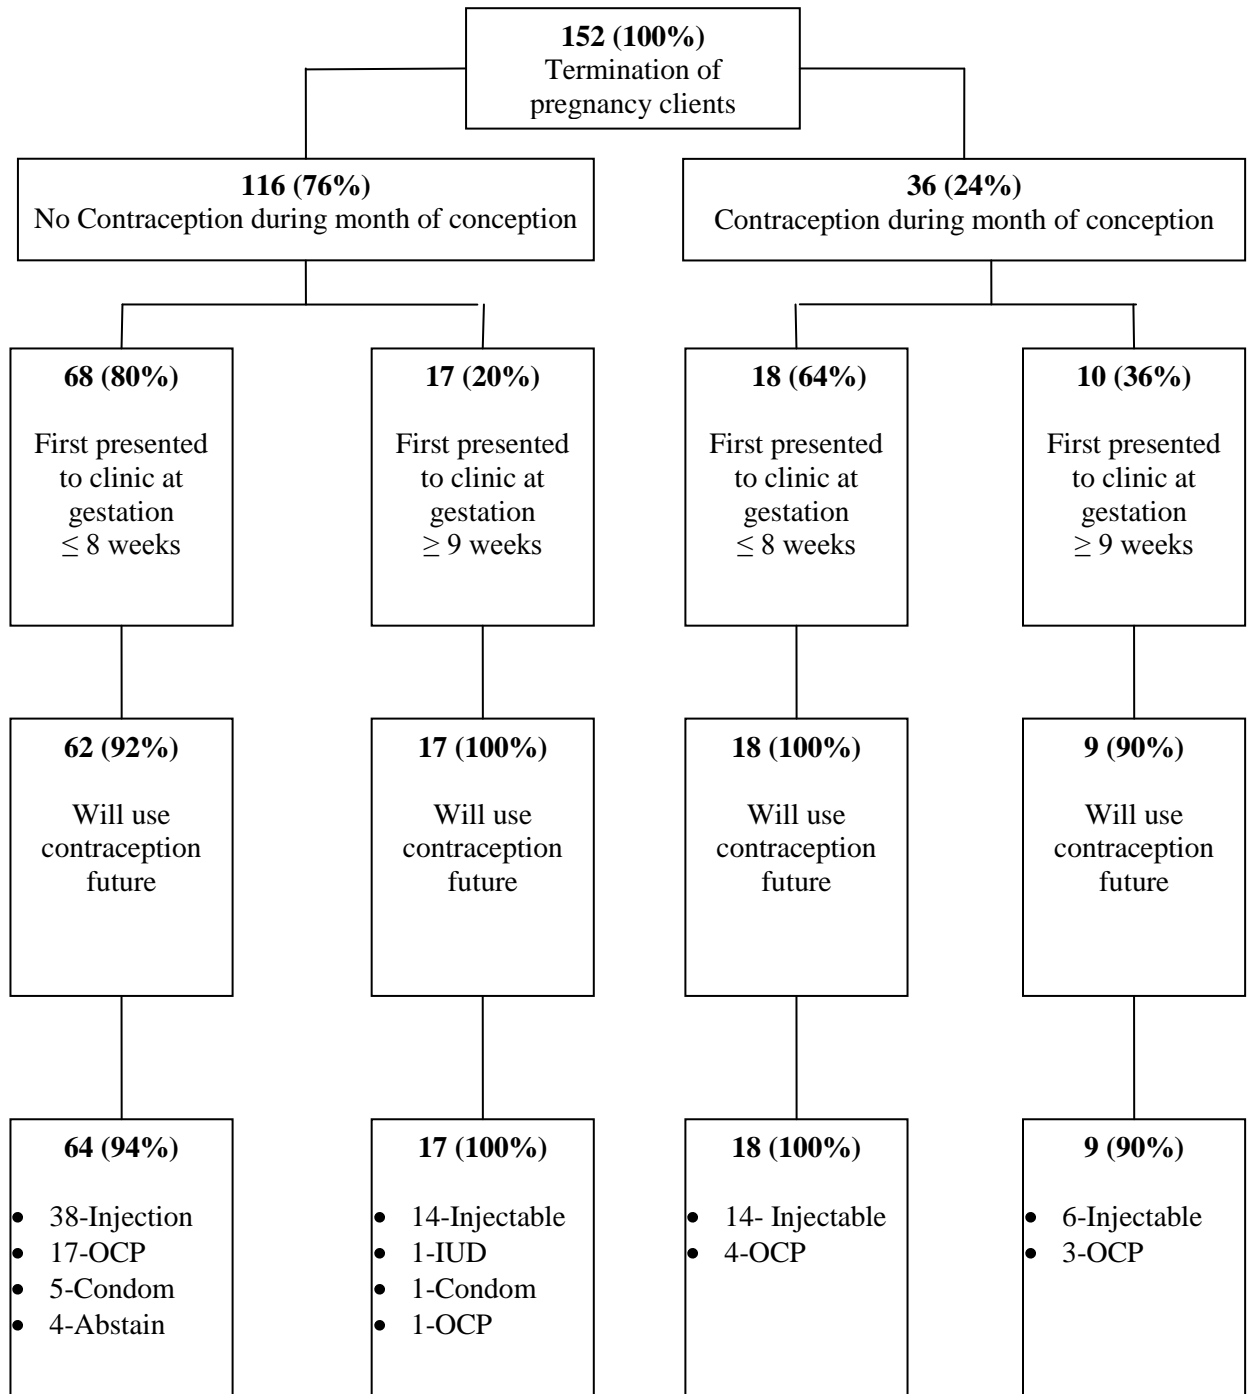 152 (100%)
Termination of
pregnancy clients
116 (76%)
No Contraception during month of conception
36 (24%)
Contraception during month of conception
68 (80%)
First presented
to clinic at
gestation
≤ 8 weeks
17 (20%)
First presented
to clinic at
gestation
≥ 9 weeks
18 (64%)
First presented
to clinic at
gestation
≤ 8 weeks
10 (36%)
First presented
to clinic at
gestation
≥ 9 weeks
62 (92%)
Will use
contraception
future
17 (100%)
Will use
contraception
future
18 (100%)
Will use
contraception
future
9 (90%)
Will use
contraception
future
64 (94%)
• 38-Injection
• 17-OCP
• 5-Condom
• 4-Abstain
17 (100%)
• 14-Injectable
• 1-IUD
• 1-Condom
• 1-OCP
18 (100%)
• 14- Injectable
• 4-OCP
9 (90%)
• 6-Injectable
• 3-OCP